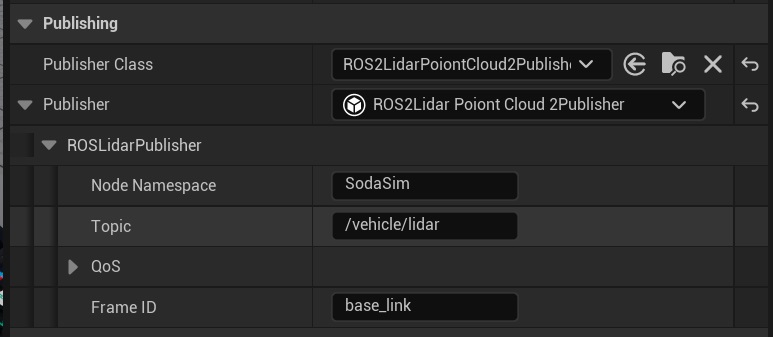 Publishing
Publisher Class ROS2LidarPoiontCloud2Publishe
Publisher ROS2Lidar Poiont Cloud 2Publisher
ROSLidarPublisher
Node Namespace SodaSim
Topic /vehicle/lidar
QoS
Frame ID base_link